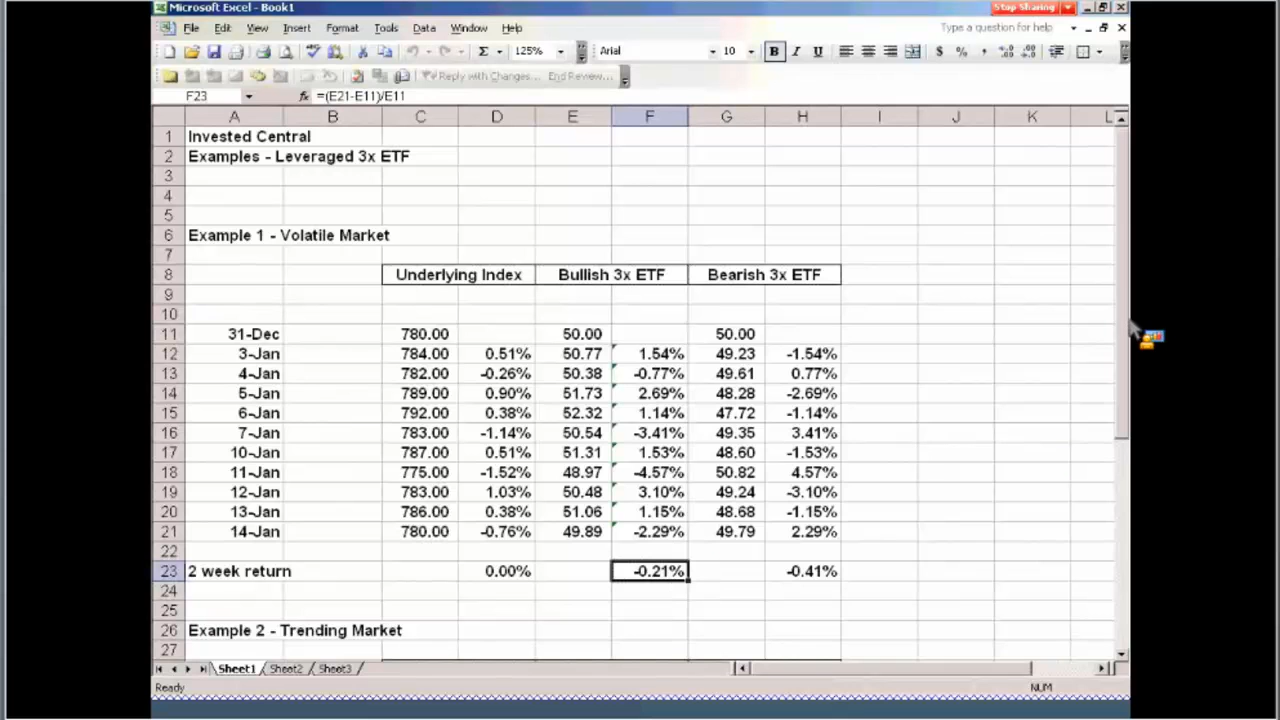 Microsoft Excel - Book1
Stop Sharing
File Edit View Insert Format Tools Data Window Help
Type a question for help
Σ 125% Arial 10 B I U $ % ,
Reply with Changes... End Review...
F23 fx =(E21-E11)/E11
A B C D E F G H I J K L
1 Invested Central
2 Examples - Leveraged 3x ETF
3
4
5
6 Example 1 - Volatile Market
7
8 Underlying Index Bullish 3x ETF Bearish 3x ETF
9
10
11 31-Dec 780.00 50.00 50.00
12 3-Jan 784.00 0.51% 50.77 1.54% 49.23 -1.54%
13 4-Jan 782.00 -0.26% 50.38 -0.77% 49.61 0.77%
14 5-Jan 789.00 0.90% 51.73 2.69% 48.28 -2.69%
15 6-Jan 792.00 0.38% 52.32 1.14% 47.72 -1.14%
16 7-Jan 783.00 -1.14% 50.54 -3.41% 49.35 3.41%
17 10-Jan 787.00 0.51% 51.31 1.53% 48.60 -1.53%
18 11-Jan 775.00 -1.52% 48.97 -4.57% 50.82 4.57%
19 12-Jan 783.00 1.03% 50.48 3.10% 49.24 -3.10%
20 13-Jan 786.00 0.38% 51.06 1.15% 48.68 -1.15%
21 14-Jan 780.00 -0.76% 49.89 -2.29% 49.79 2.29%
22
23 2 week return 0.00% -0.21% -0.41%
24
25
26 Example 2 - Trending Market
27
Sheet1 Sheet2 Sheet3
Ready NUM